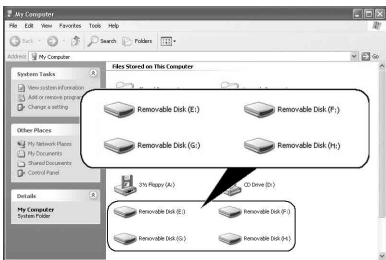 My Computer
File Edit View Favorites Tools Help
Back Search Folders
Address My Computer Go
System Tasks
View system information
Add or remove programs
Change a setting
Other Places
My Network Places
My Documents
Shared Documents
Control Panel
Details
My Computer
System Folder
Files Stored on This Computer
Removable Disk (E:) Removable Disk (F:)
Removable Disk (G:) Removable Disk (H:)
3½ Floppy (A:) CD Drive (D:)
Removable Disk (E:) Removable Disk (F:)
Removable Disk (G:) Removable Disk (H:)